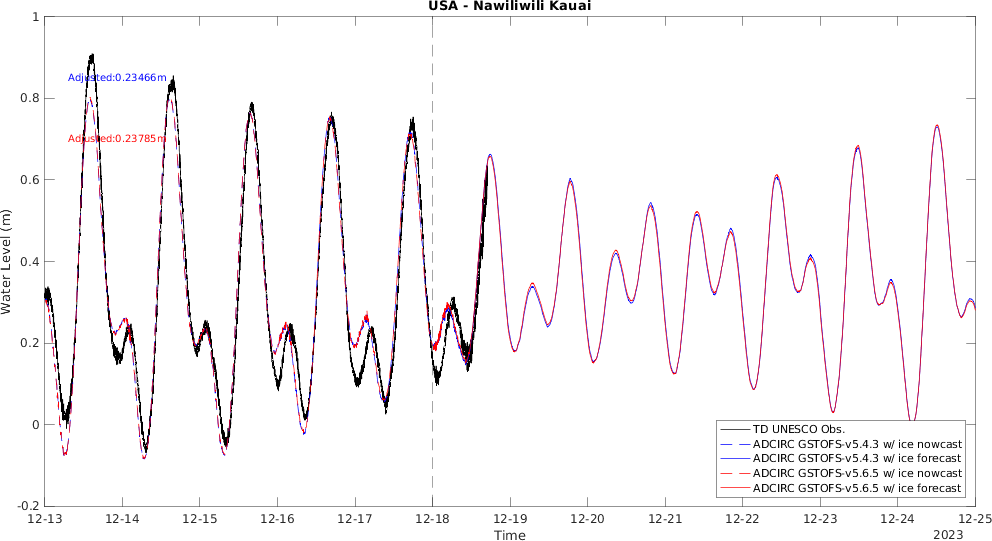 USA - Nawiliwili Kauai
Water Level (m)
1
0.8
0.6
0.4
0.2
0
-0.2
Adjusted:0.23466m
Adjusted:0.23785m
TD UNESCO Obs.
ADCIRC GSTOFS-v5.4.3 w/ ice nowcast
ADCIRC GSTOFS-v5.4.3 w/ ice forecast
ADCIRC GSTOFS-v5.6.5 w/ ice nowcast
ADCIRC GSTOFS-v5.6.5 w/ ice forecast
12-13 12-14 12-15 12-16 12-17 12-18 12-19 12-20 12-21 12-22 12-23 12-24 12-25
Time
2023